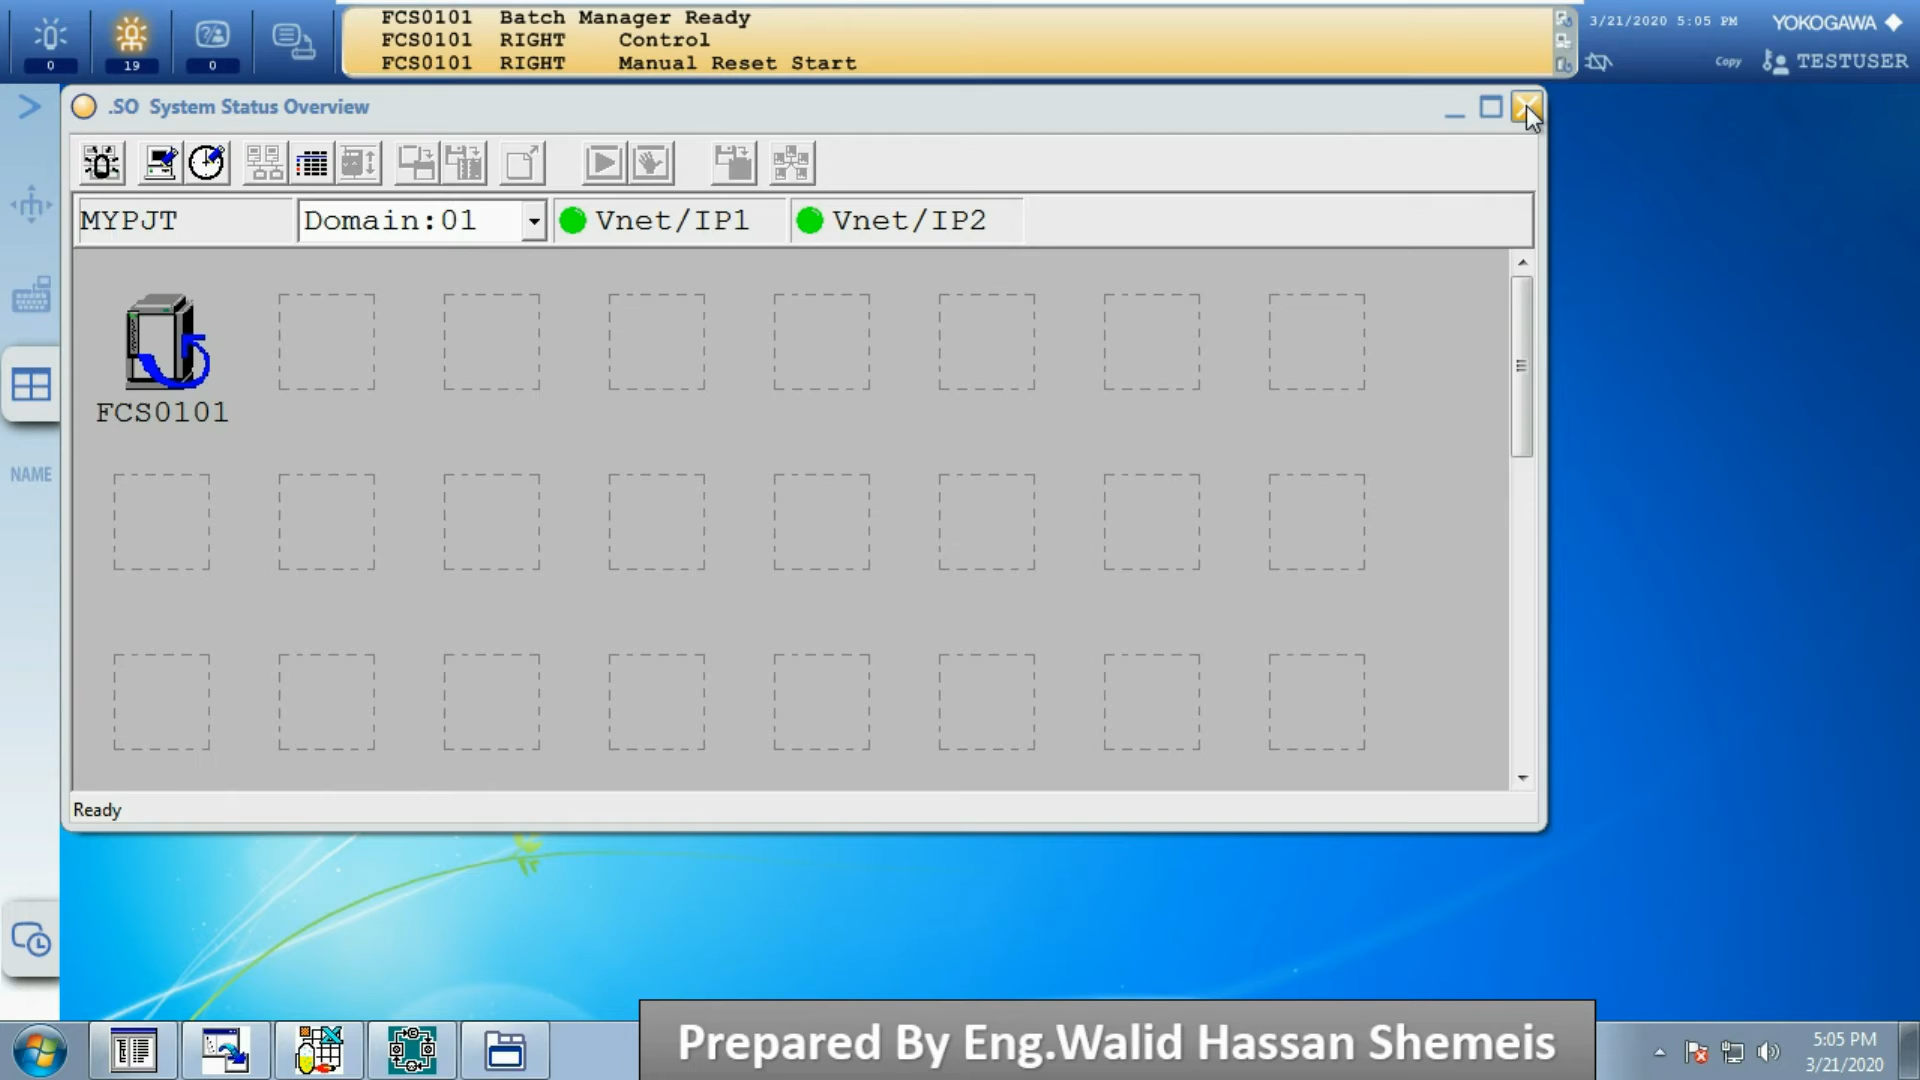 FCS0101 Batch Manager Ready
FCS0101 RIGHT Control
FCS0101 RIGHT Manual Reset Start
0
19
0
3/21/2020 5:05 PM
YOKOGAWA
Copy
TESTUSER
.SO System Status Overview
MYPJT
Domain:01
Vnet/IP1
Vnet/IP2
FCS0101
NAME
Ready
Prepared By Eng.Walid Hassan Shemeis
5:05 PM
3/21/2020